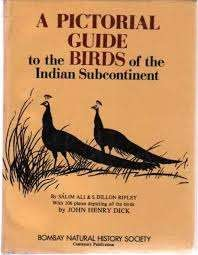 A PICTORIAL
GUIDE
to the BIRDS of the
Indian Subcontinent
By SÁLIM ALI & S. DILLON RIPLEY
With 106 plates depicting all the birds
by JOHN HENRY DICK
BOMBAY NATURAL HISTORY SOCIETY
Centenary Publication